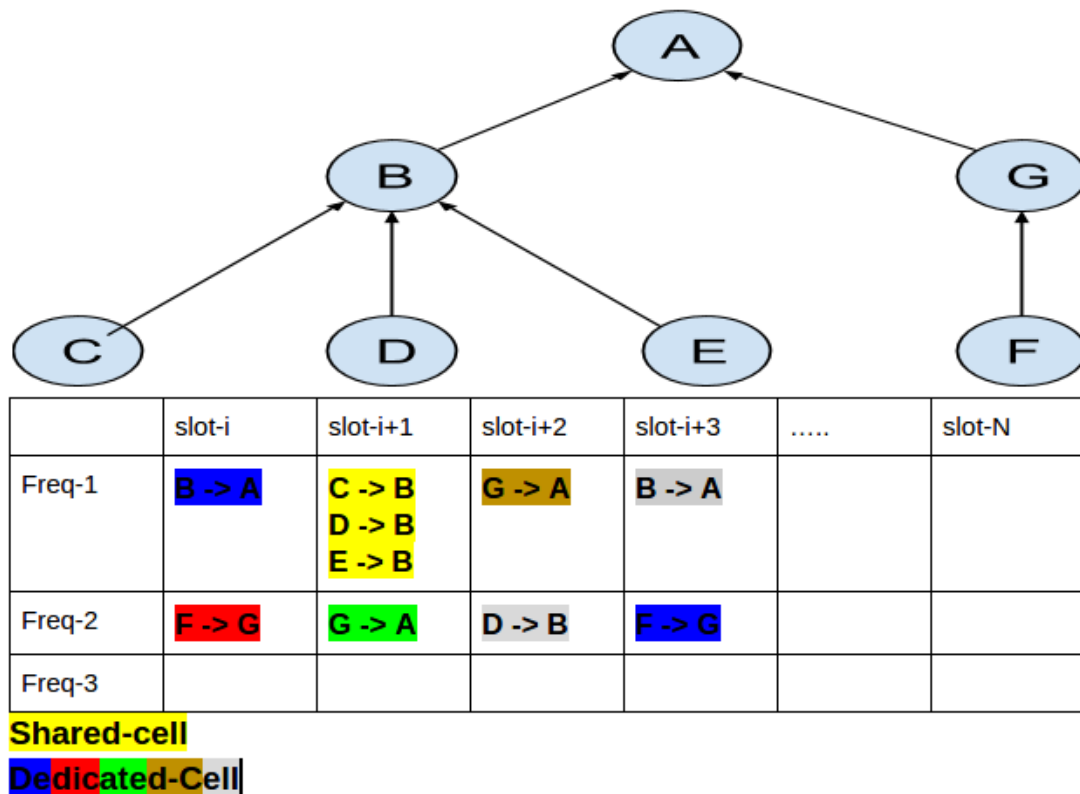 A
B G
C D E F
slot-i slot-i+1 slot-i+2 slot-i+3 ..... slot-N
Freq-1 B -> A C -> B G -> A B -> A
D -> B
E -> B
Freq-2 F -> G G -> A D -> B F -> G
Freq-3
Shared-cell
Dedicated-Cell